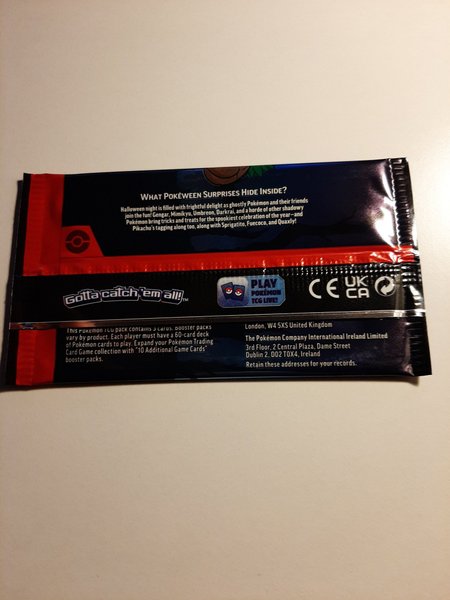 WHAT POKÉWEEN SURPRISES HIDE INSIDE?
Halloween night is filled with frightful delight as ghostly Pokémon and their friends
join the fun! Gengar, Mimikyu, Umbreon, Darkrai, and a horde of other shadowy
Pokémon bring tricks and treats for the spookiest celebration of the year—and
Pikachu's tagging along too, along with Sprigatito, Fuecoco, and Quaxly!
Gotta catch 'em all!™
PLAY
POKÉMON
TCG LIVE!
CE UK
CA
This Pokémon TCG pack contains 3 cards. Booster packs
vary by product. Each player must have a 60-card deck
of Pokémon cards to play. Expand your Pokémon Trading
Card Game collection with "10 Additional Game Cards"
booster packs.
London, W4 5XS United Kingdom
The Pokémon Company International Ireland Limited
3rd Floor, 2 Central Plaza, Dame Street
Dublin 2, D02 T0X4, Ireland
Retain these addresses for your records.